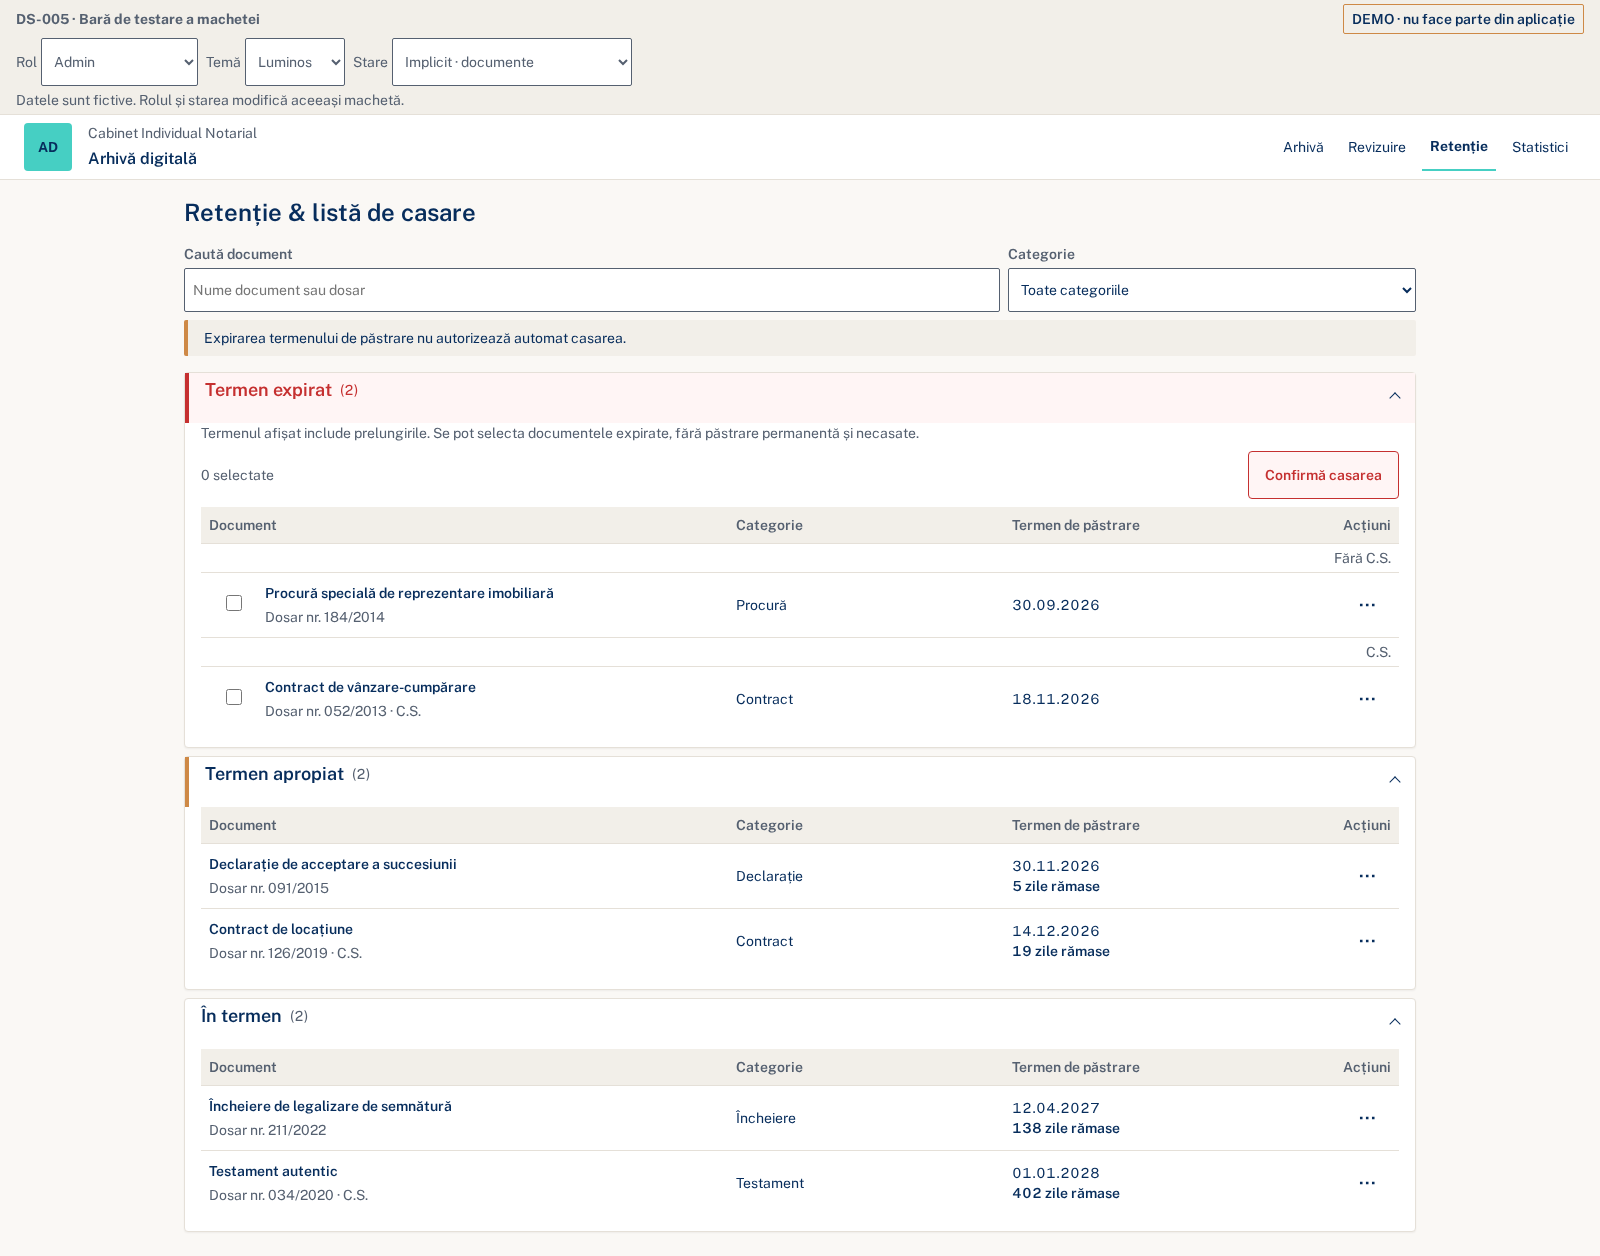 DS-005 · Bară de testare a machetei
DEMO · nu face parte din aplicație
Rol Admin Temă Luminos Stare Implicit · documente
Datele sunt fictive. Rolul și starea modifică aceeași machetă.
AD
Cabinet Individual Notarial
Arhivă digitală
Arhivă Revizuire Retenție Statistici
Retenție & listă de casare
Caută document Categorie
Nume document sau dosar Toate categoriile
Expirarea termenului de păstrare nu autorizează automat casarea.
Termen expirat (2)
Termenul afișat include prelungirile. Se pot selecta documentele expirate, fără păstrare permanentă și necasate.
0 selectate Confirmă casarea
Document Categorie Termen de păstrare Acțiuni
Fără C.S.
Procură specială de reprezentare imobiliară
Dosar nr. 184/2014
Procură 30.09.2026
C.S.
Contract de vânzare-cumpărare
Dosar nr. 052/2013 · C.S.
Contract 18.11.2026
Termen apropiat (2)
Document Categorie Termen de păstrare Acțiuni
Declarație de acceptare a succesiunii
Dosar nr. 091/2015
Declarație
30.11.2026
5 zile rămase
Contract de locațiune
Dosar nr. 126/2019 · C.S.
Contract
14.12.2026
19 zile rămase
În termen (2)
Document Categorie Termen de păstrare Acțiuni
Încheiere de legalizare de semnătură
Dosar nr. 211/2022
Încheiere
12.04.2027
138 zile rămase
Testament autentic
Dosar nr. 034/2020 · C.S.
Testament
01.01.2028
402 zile rămase